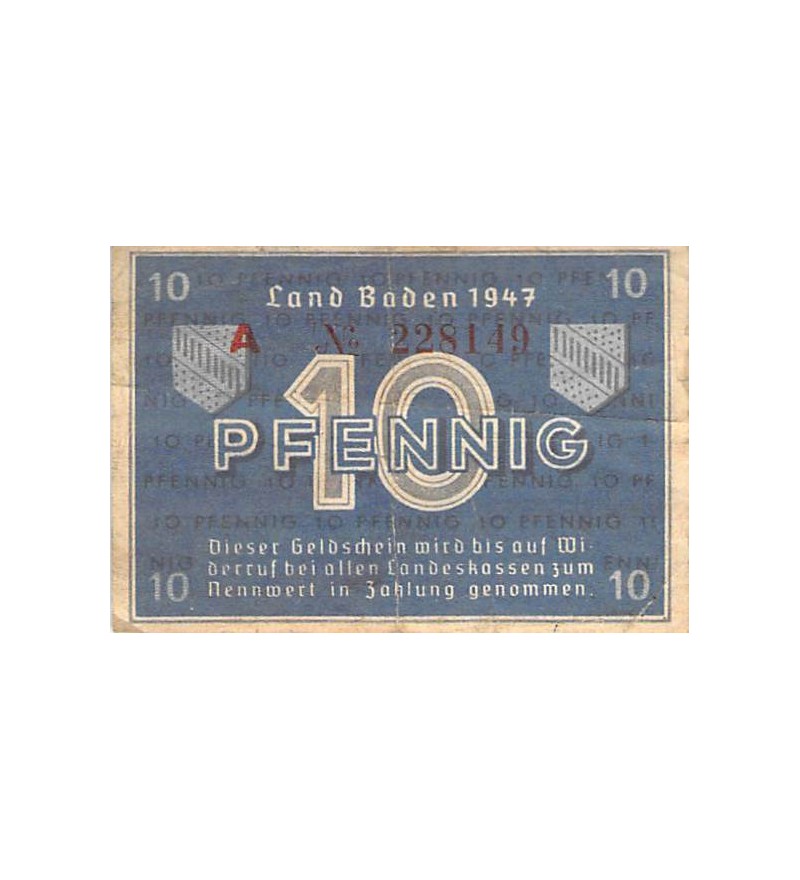 10 10
Land Baden 1947
A № 228149
10
PFENNIG
Dieser Geldschein wird bis auf Wi-
derruf bei allen Landeskassen zum
Nennwert in Zahlung genommen.
10 10